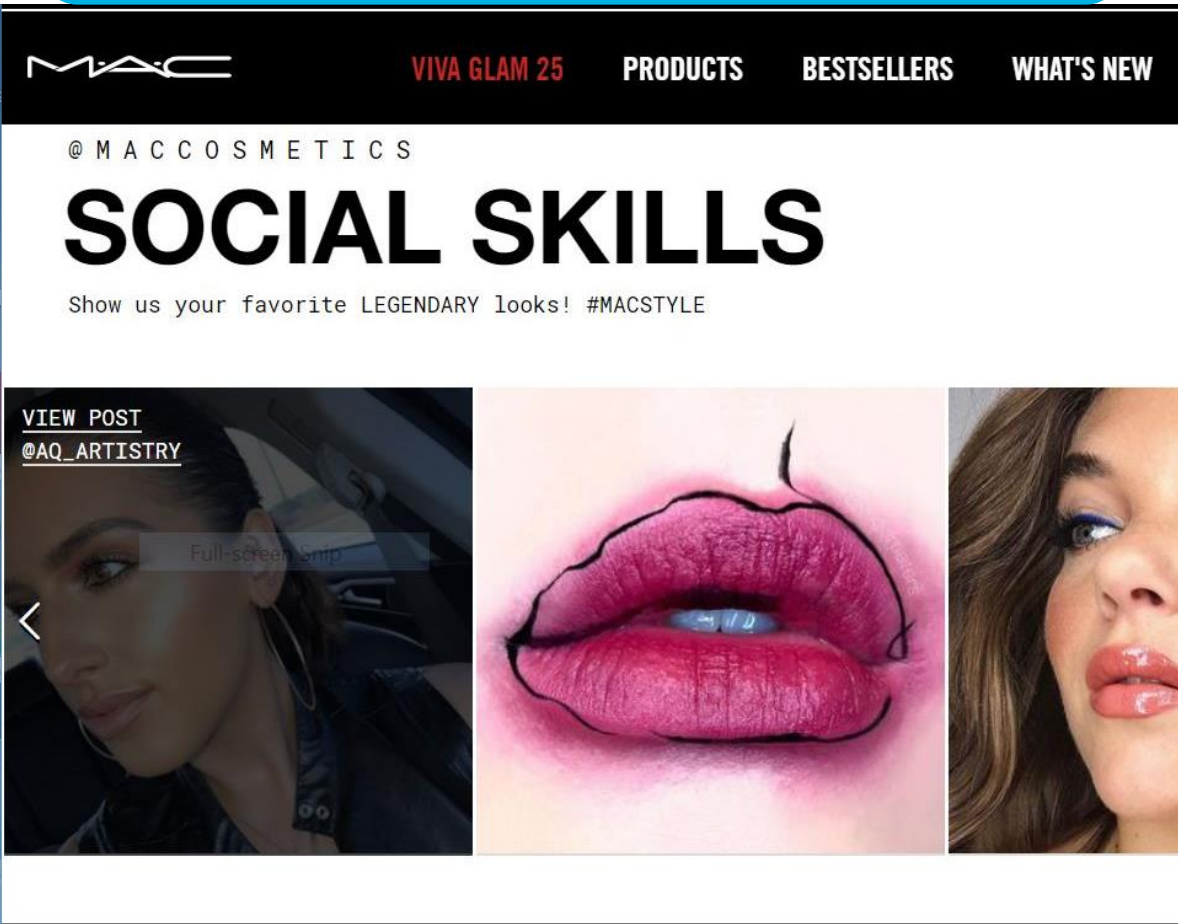 MAC
VIVA GLAM 25 PRODUCTS BESTSELLERS WHAT'S NEW
@MACCOSMETICS
SOCIAL SKILLS
Show us your favorite LEGENDARY looks! #MACSTYLE
VIEW POST
@AQ_ARTISTRY
Full-screen Snip